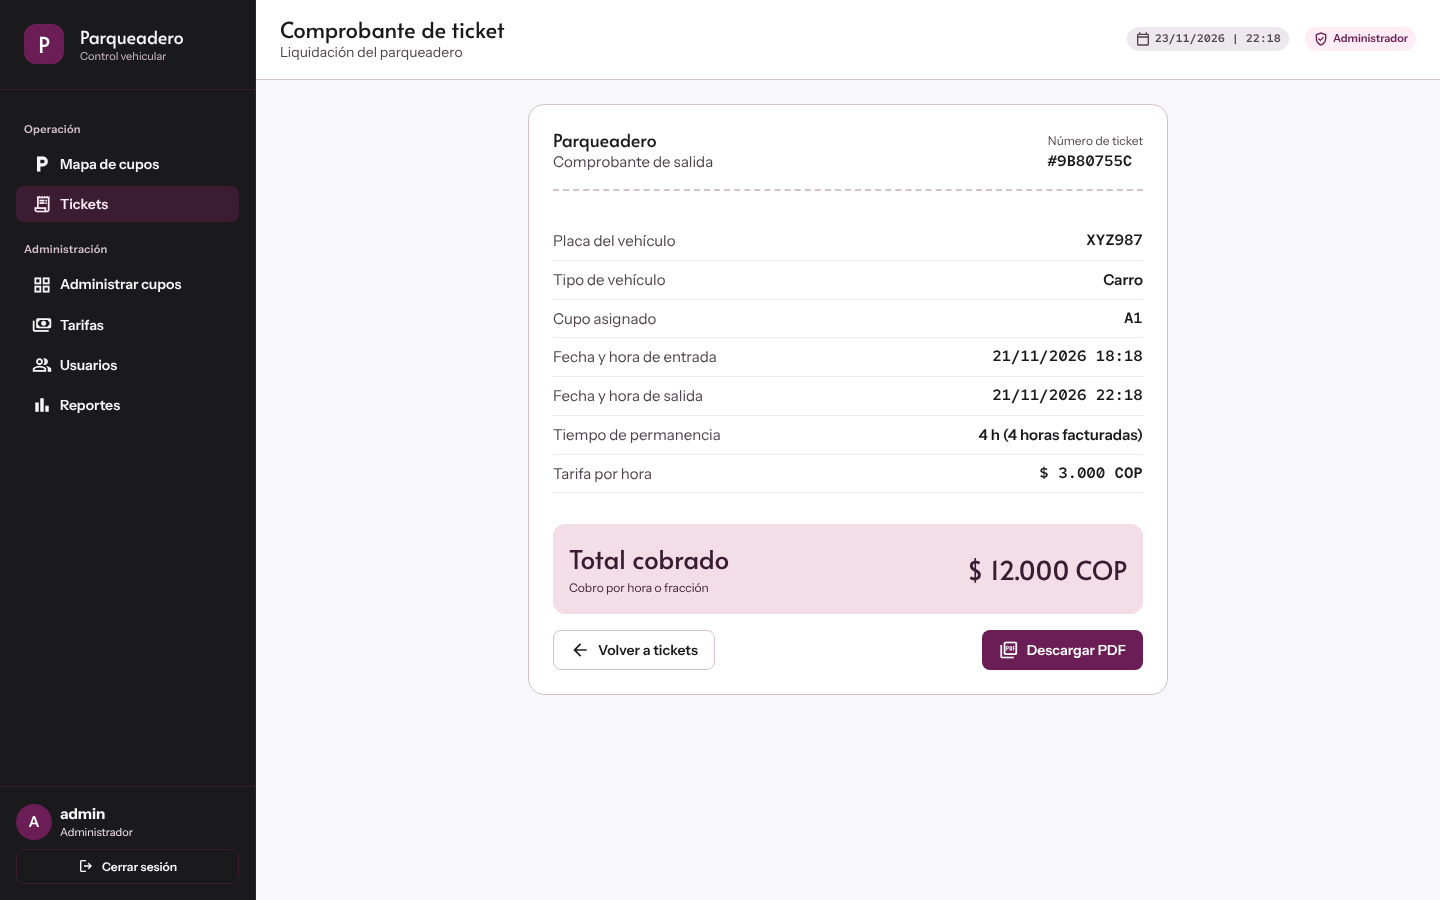 P
Parqueadero
Control vehicular
Operación
Mapa de cupos
Tickets
Administración
Administrar cupos
Tarifas
Usuarios
Reportes
A
admin
Administrador
Cerrar sesión
Comprobante de ticket
Liquidación del parqueadero
23/11/2026 | 22:18
Administrador
Parqueadero
Comprobante de salida
Número de ticket
#9B80755C
Placa del vehículo XYZ987
Tipo de vehículo Carro
Cupo asignado A1
Fecha y hora de entrada 21/11/2026 18:18
Fecha y hora de salida 21/11/2026 22:18
Tiempo de permanencia 4 h (4 horas facturadas)
Tarifa por hora $ 3.000 COP
Total cobrado $ 12.000 COP
Cobro por hora o fracción
Volver a tickets
Descargar PDF